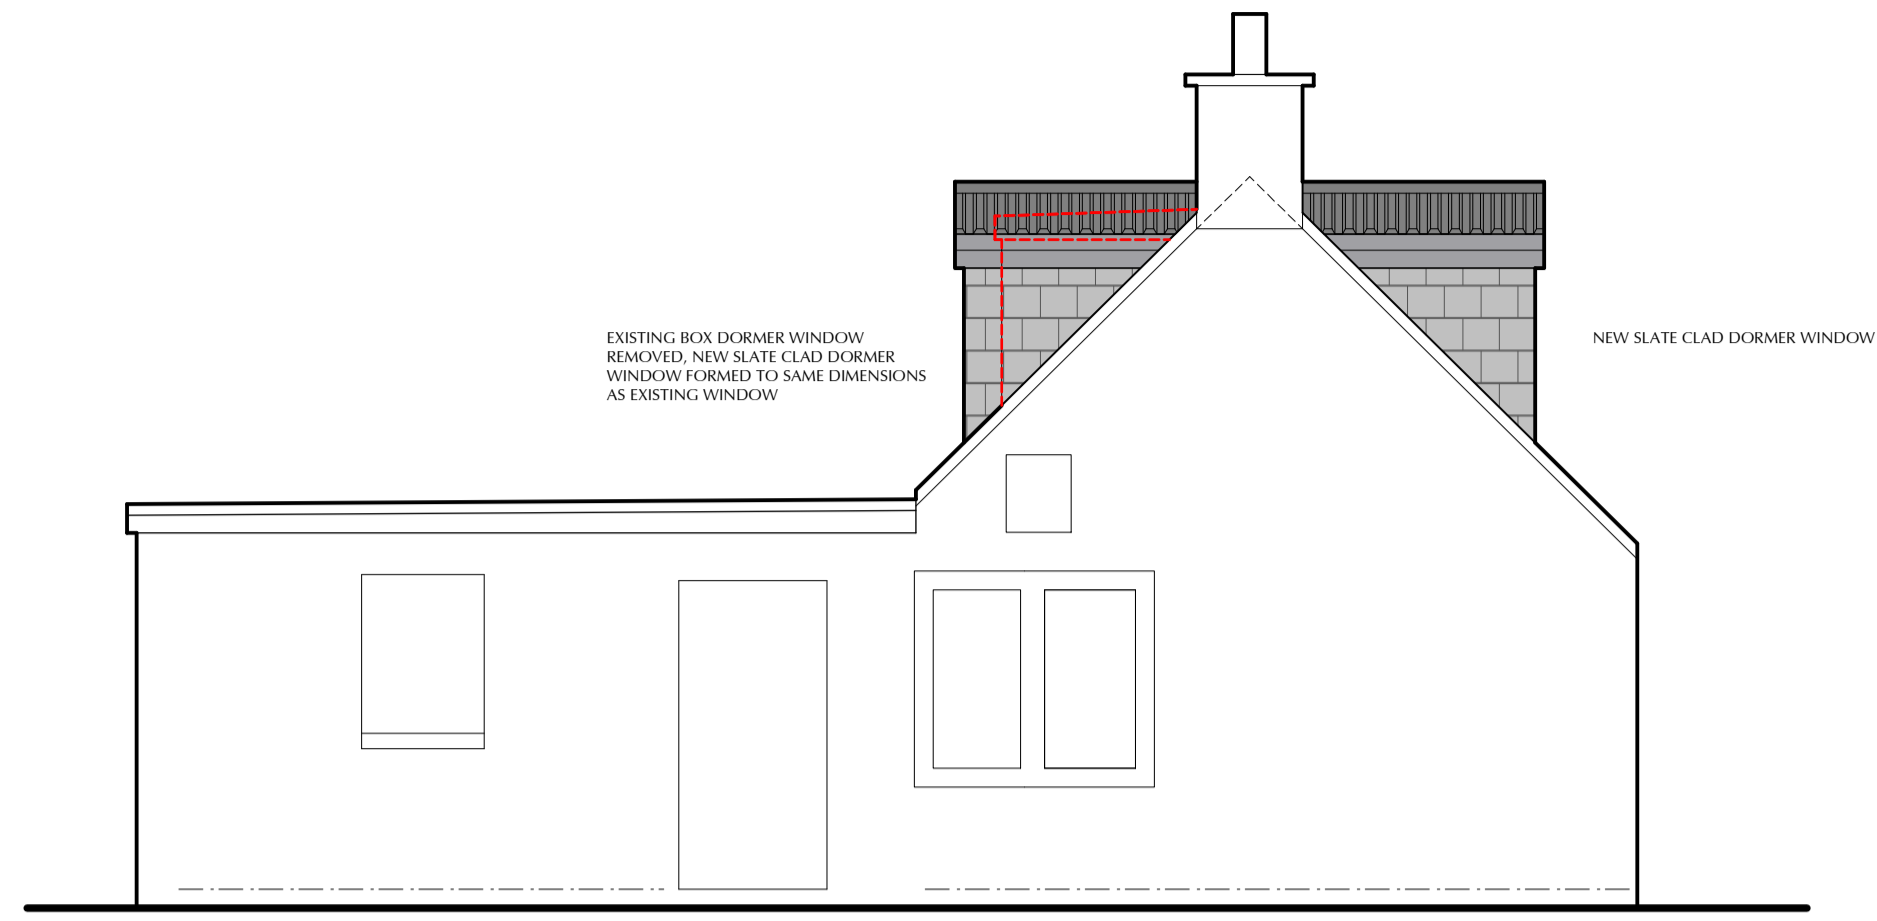 EXISTING BOX DORMER WINDOW
REMOVED, NEW SLATE CLAD DORMER
WINDOW FORMED TO SAME DIMENSIONS
AS EXISTING WINDOW
NEW SLATE CLAD DORMER WINDOW